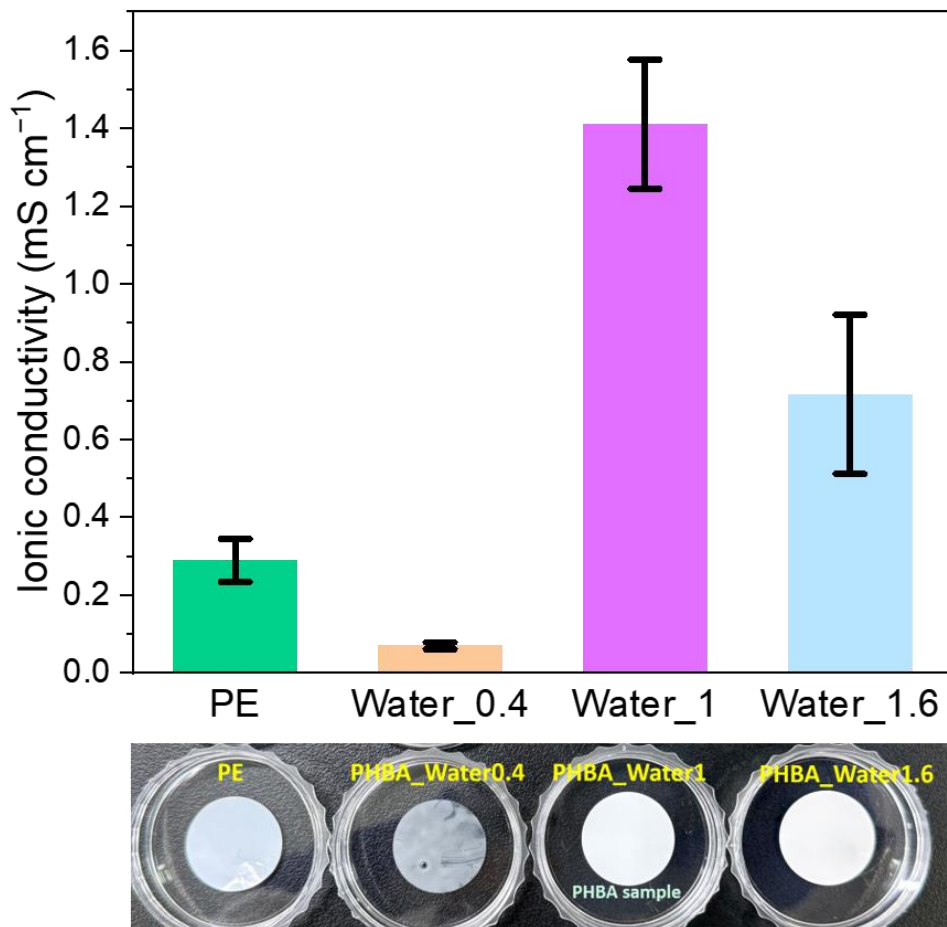 Ionic conductivity (mS cm⁻¹)
1.6
1.4
1.2
1.0
0.8
0.6
0.4
0.2
0.0
PE Water_0.4 Water_1 Water_1.6
PE PHBA_Water0.4 PHBA_Water1 PHBA_Water1.6
PHBA sample